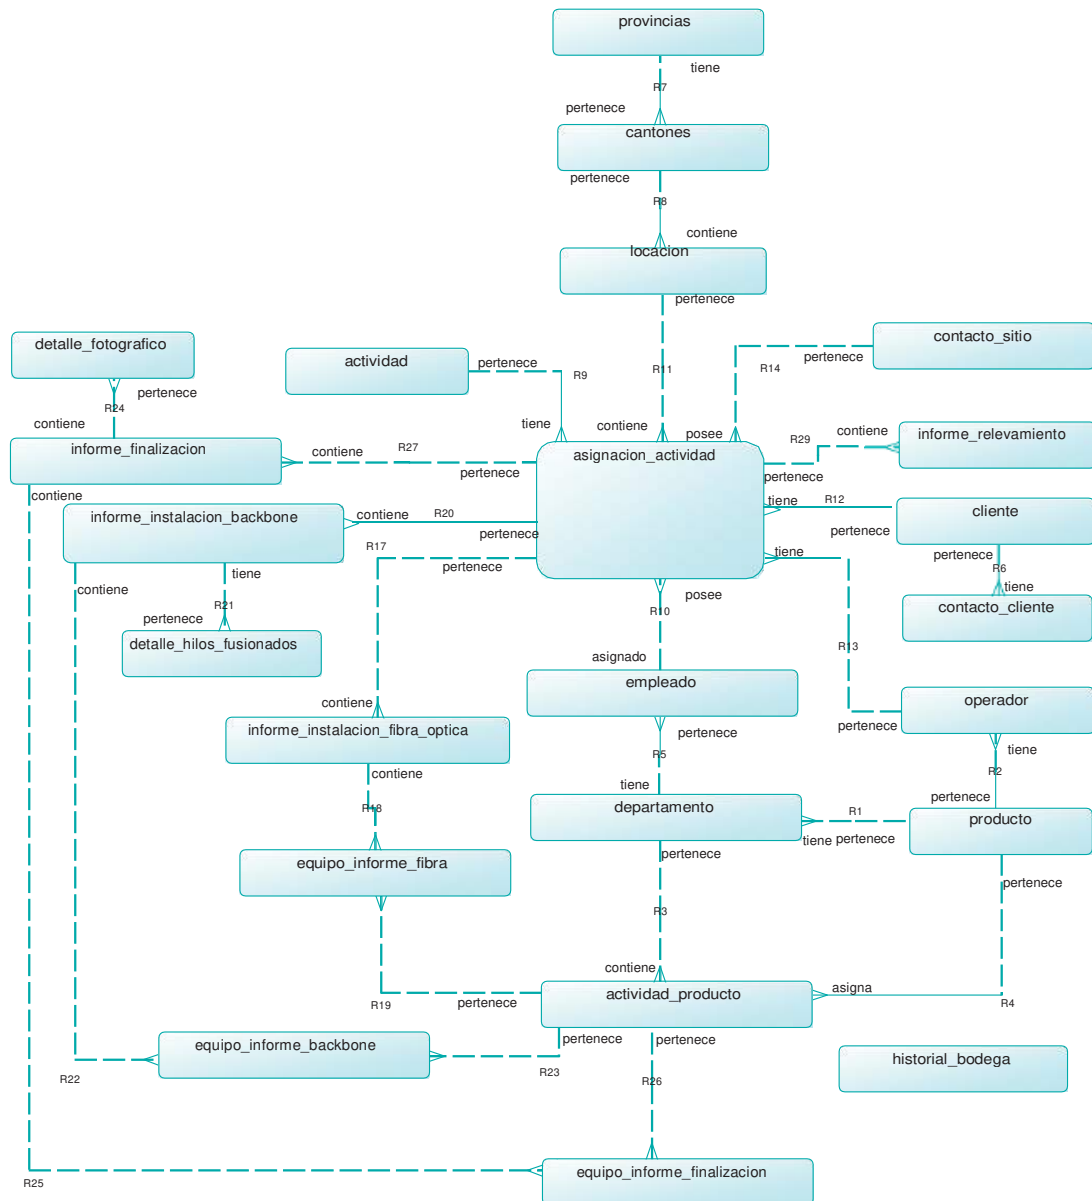 provincias
tiene
R7
pertenece
cantones
pertenece
R8
contiene
locacion
pertenece
detalle_fotografico
pertenece
R24
contiene
actividad
pertenece
R9
tiene
R11
contiene
contacto_sitio
pertenece
R14
posee
informe_finalizacion
contiene
contiene
R27
pertenece
asignacion_actividad
R29
contiene
pertenece
informe_relevamiento
informe_instalacion_backbone
contiene
R20
pertenece
tiene
R12
pertenece
cliente
pertenece
R6
tiene
contacto_cliente
contiene
tiene
R21
pertenece
detalle_hilos_fusionados
R17
pertenece
tiene
R13
pertenece
operador
posee
R10
asignado
empleado
pertenece
R5
tiene
contiene
informe_instalacion_fibra_optica
contiene
R18
equipo_informe_fibra
departamento
pertenece
R1
tiene
pertenece
tiene
R2
pertenece
producto
pertenece
R3
contiene
R19
pertenece
actividad_producto
asigna
R4
equipo_informe_backbone
R22
R23
pertenece
pertenece
R26
historial_bodega
R25
equipo_informe_finalizacion